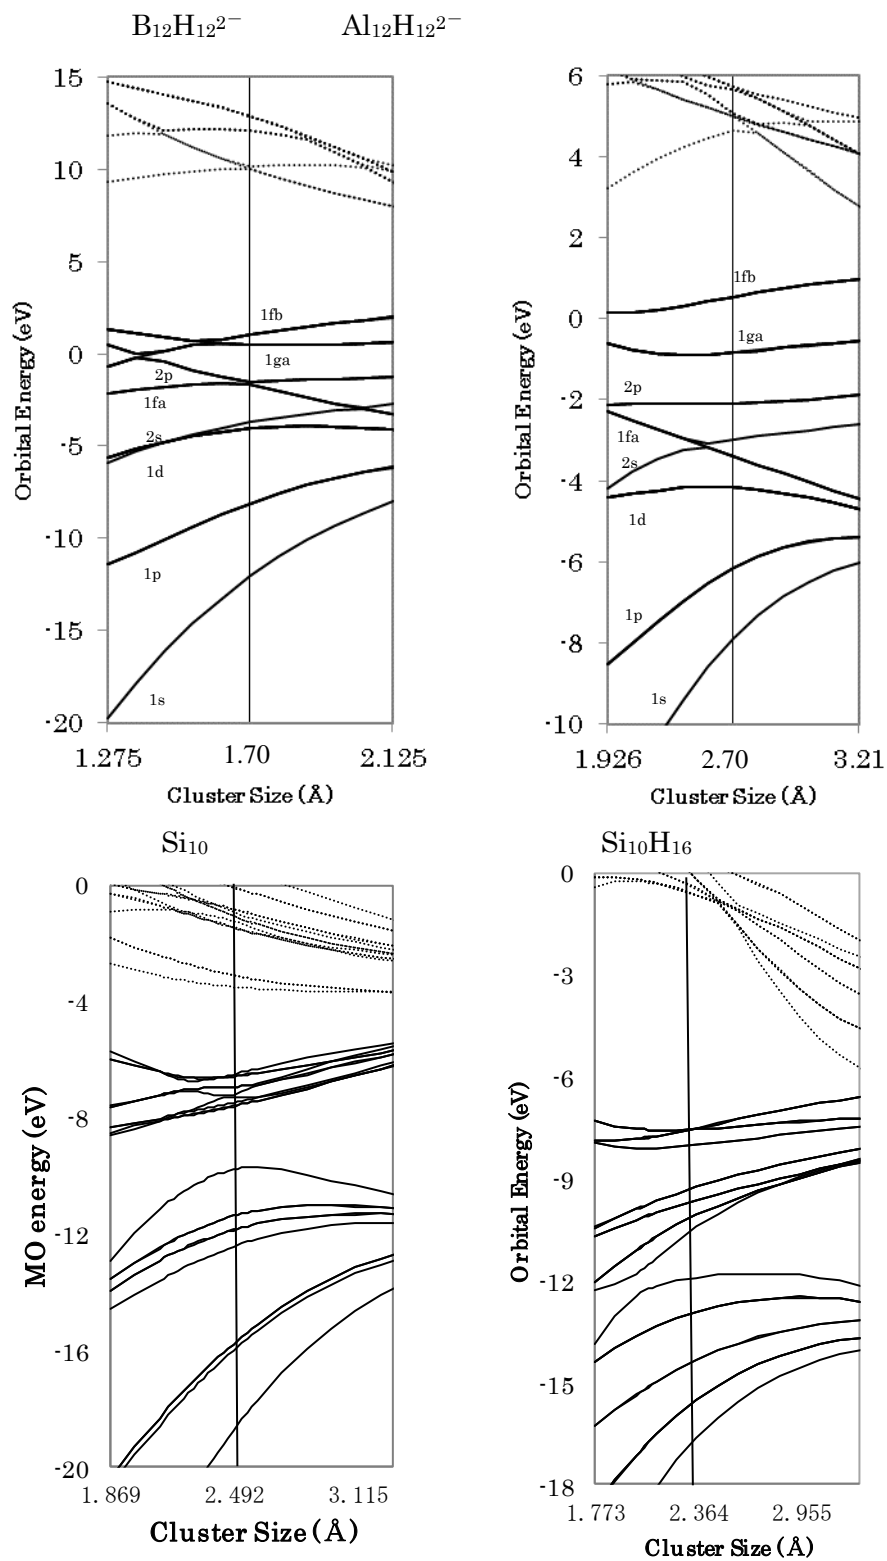 B₁₂H₁₂²⁻ Al₁₂H₁₂²⁻
15
10
5
0
-5
-10
-15
-20
Orbital Energy (eV)
1fb
1ga
2p
1fa
2s
1d
1p
1s
1.275 1.70 2.125
Cluster Size (Å)
6
4
2
0
-2
-4
-6
-8
-10
Orbital Energy (eV)
1fb
1ga
2p
1fa
2s
1d
1p
1s
1.926 2.70 3.21
Cluster Size (Å)
Si₁₀
0
-4
-8
-12
-16
-20
MO energy (eV)
1.869 2.492 3.115
Cluster Size (Å)
Si₁₀H₁₆
0
-3
-6
-9
-12
-15
-18
Orbital Energy (eV)
1.773 2.364 2.955
Cluster Size (Å)